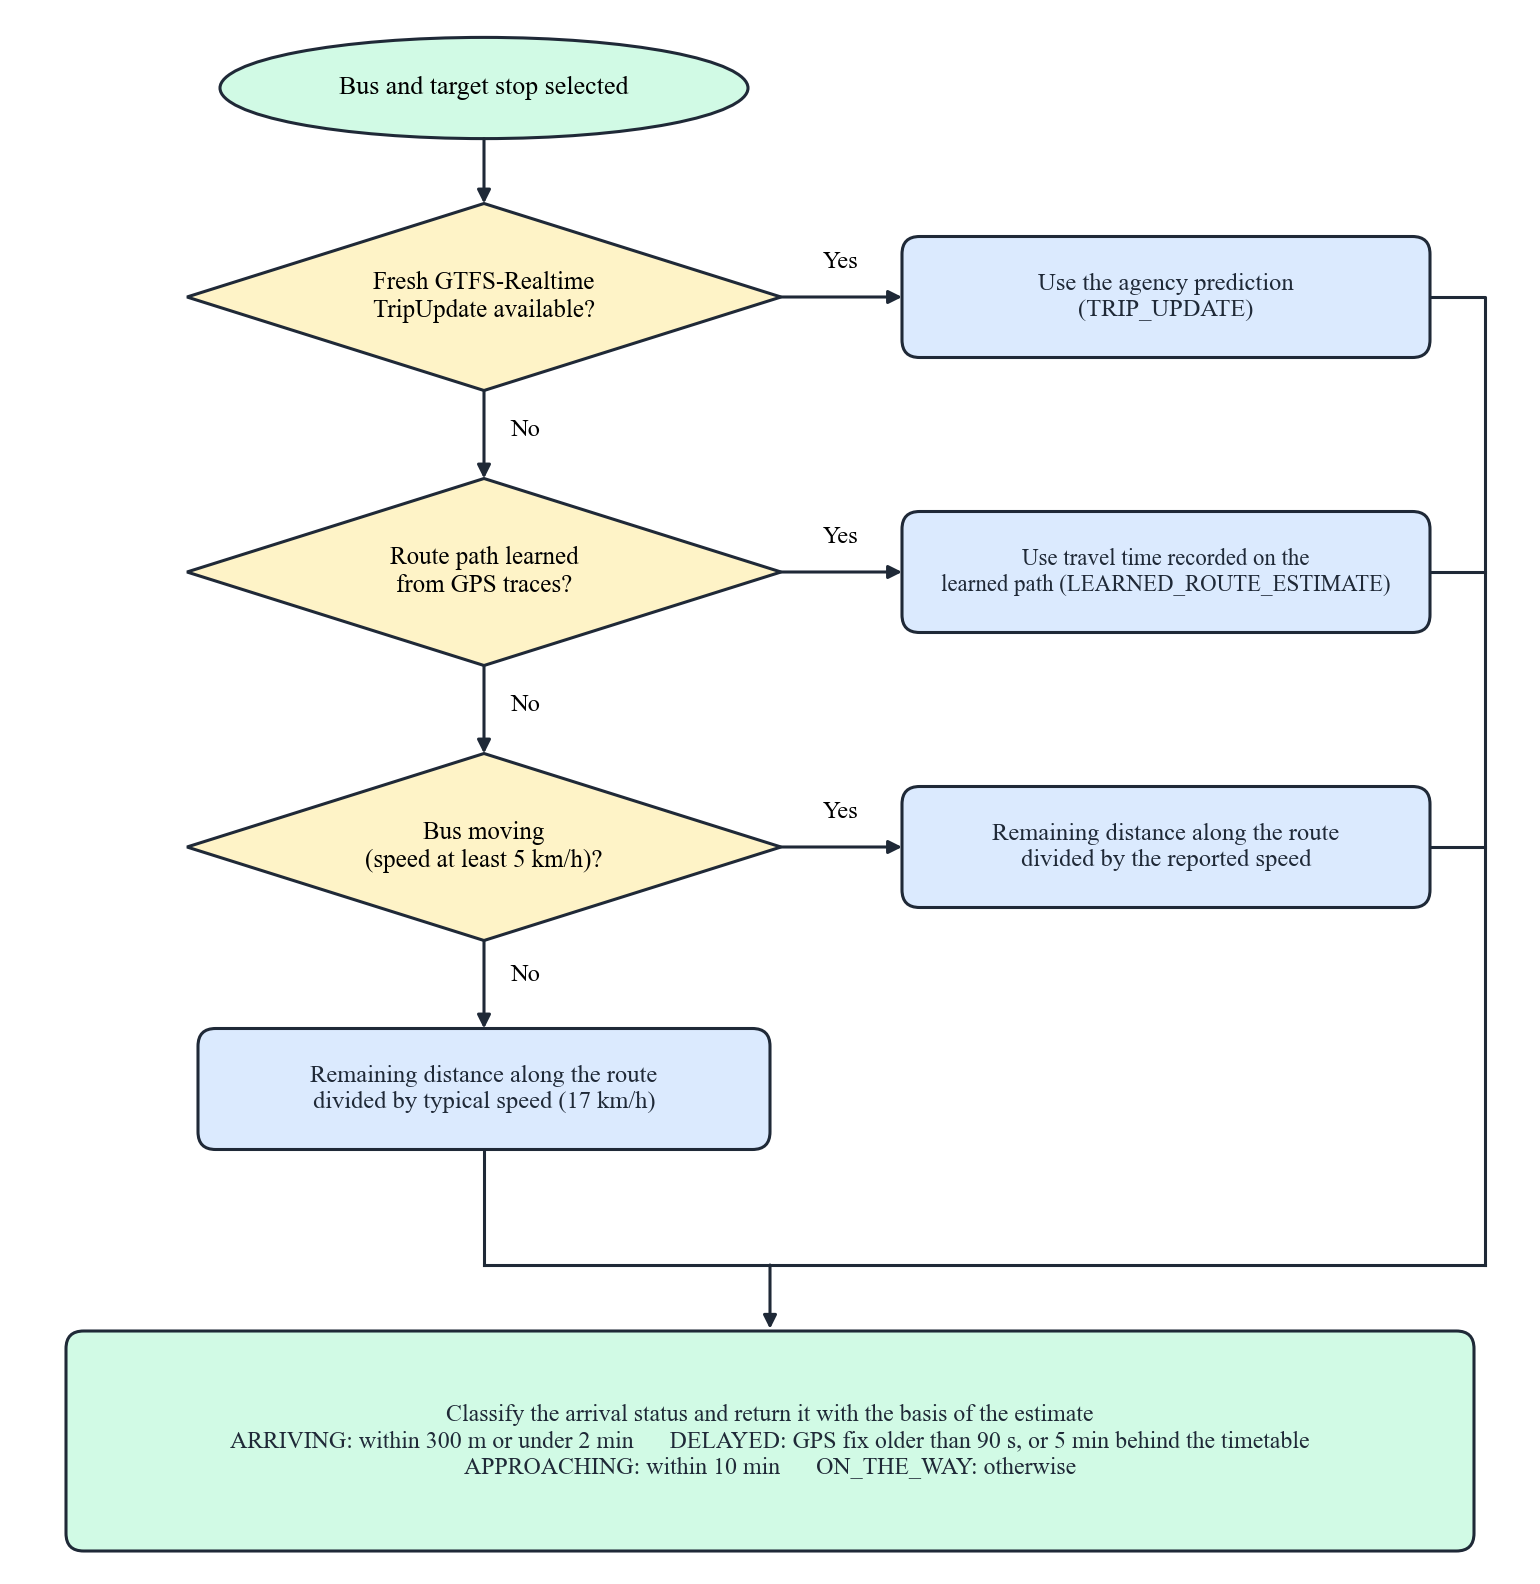 Bus and target stop selected
Fresh GTFS-Realtime
TripUpdate available?
Yes
Use the agency prediction
(TRIP_UPDATE)
No
Route path learned
from GPS traces?
Yes
Use travel time recorded on the
learned path (LEARNED_ROUTE_ESTIMATE)
No
Bus moving
(speed at least 5 km/h)?
Yes
Remaining distance along the route
divided by the reported speed
No
Remaining distance along the route
divided by typical speed (17 km/h)
Classify the arrival status and return it with the basis of the estimate
ARRIVING: within 300 m or under 2 min DELAYED: GPS fix older than 90 s, or 5 min behind the timetable
APPROACHING: within 10 min ON_THE_WAY: otherwise